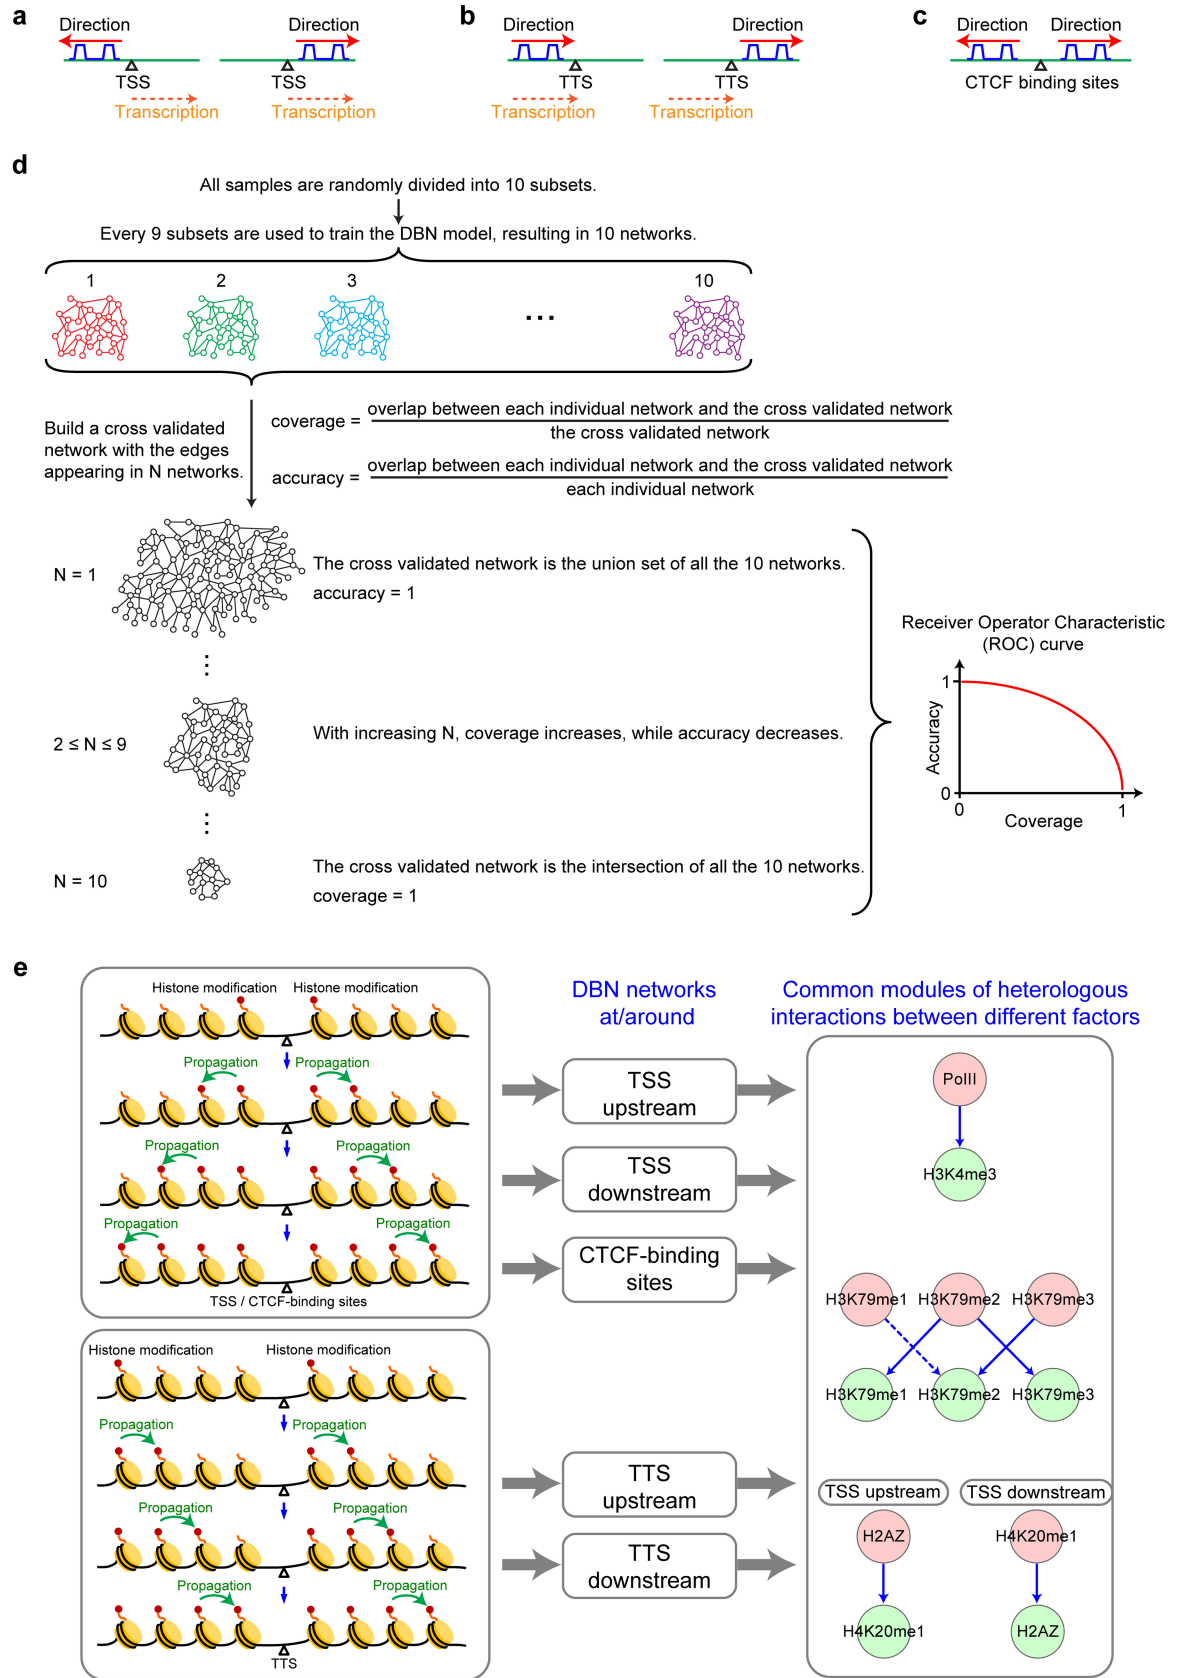 a
Direction
TSS
Transcription
Direction
TSS
Transcription
b
Direction
TTS
Transcription
Direction
TTS
Transcription
c
Direction
Direction
CTCF binding sites
d
All samples are randomly divided into 10 subsets.
Every 9 subsets are used to train the DBN model, resulting in 10 networks.
1
2
3
...
10
Build a cross validated
network with the edges
appearing in N networks.
coverage =
overlap between each individual network and the cross validated network
the cross validated network
accuracy =
overlap between each individual network and the cross validated network
each individual network
N = 1
The cross validated network is the union set of all the 10 networks.
accuracy = 1
2 ≤ N ≤ 9
With increasing N, coverage increases, while accuracy decreases.
N = 10
The cross validated network is the intersection of all the 10 networks.
coverage = 1
Receiver Operator Characteristic
(ROC) curve
1
Accuracy
0
0
1
Coverage
e
Histone modification
Histone modification
Propagation
Propagation
Propagation
Propagation
Propagation
Propagation
TSS / CTCF-binding sites
Histone modification
Histone modification
Propagation
Propagation
Propagation
Propagation
Propagation
Propagation
TTS
DBN networks
at/around
TSS
upstream
TSS
downstream
CTCF-binding
sites
TTS
upstream
TTS
downstream
Common modules of heterologous
interactions between different factors
PolII
H3K4me3
H3K79me1
H3K79me2
H3K79me3
H3K79me1
H3K79me2
H3K79me3
TSS upstream
TSS downstream
H2AZ
H4K20me1
H4K20me1
H2AZ